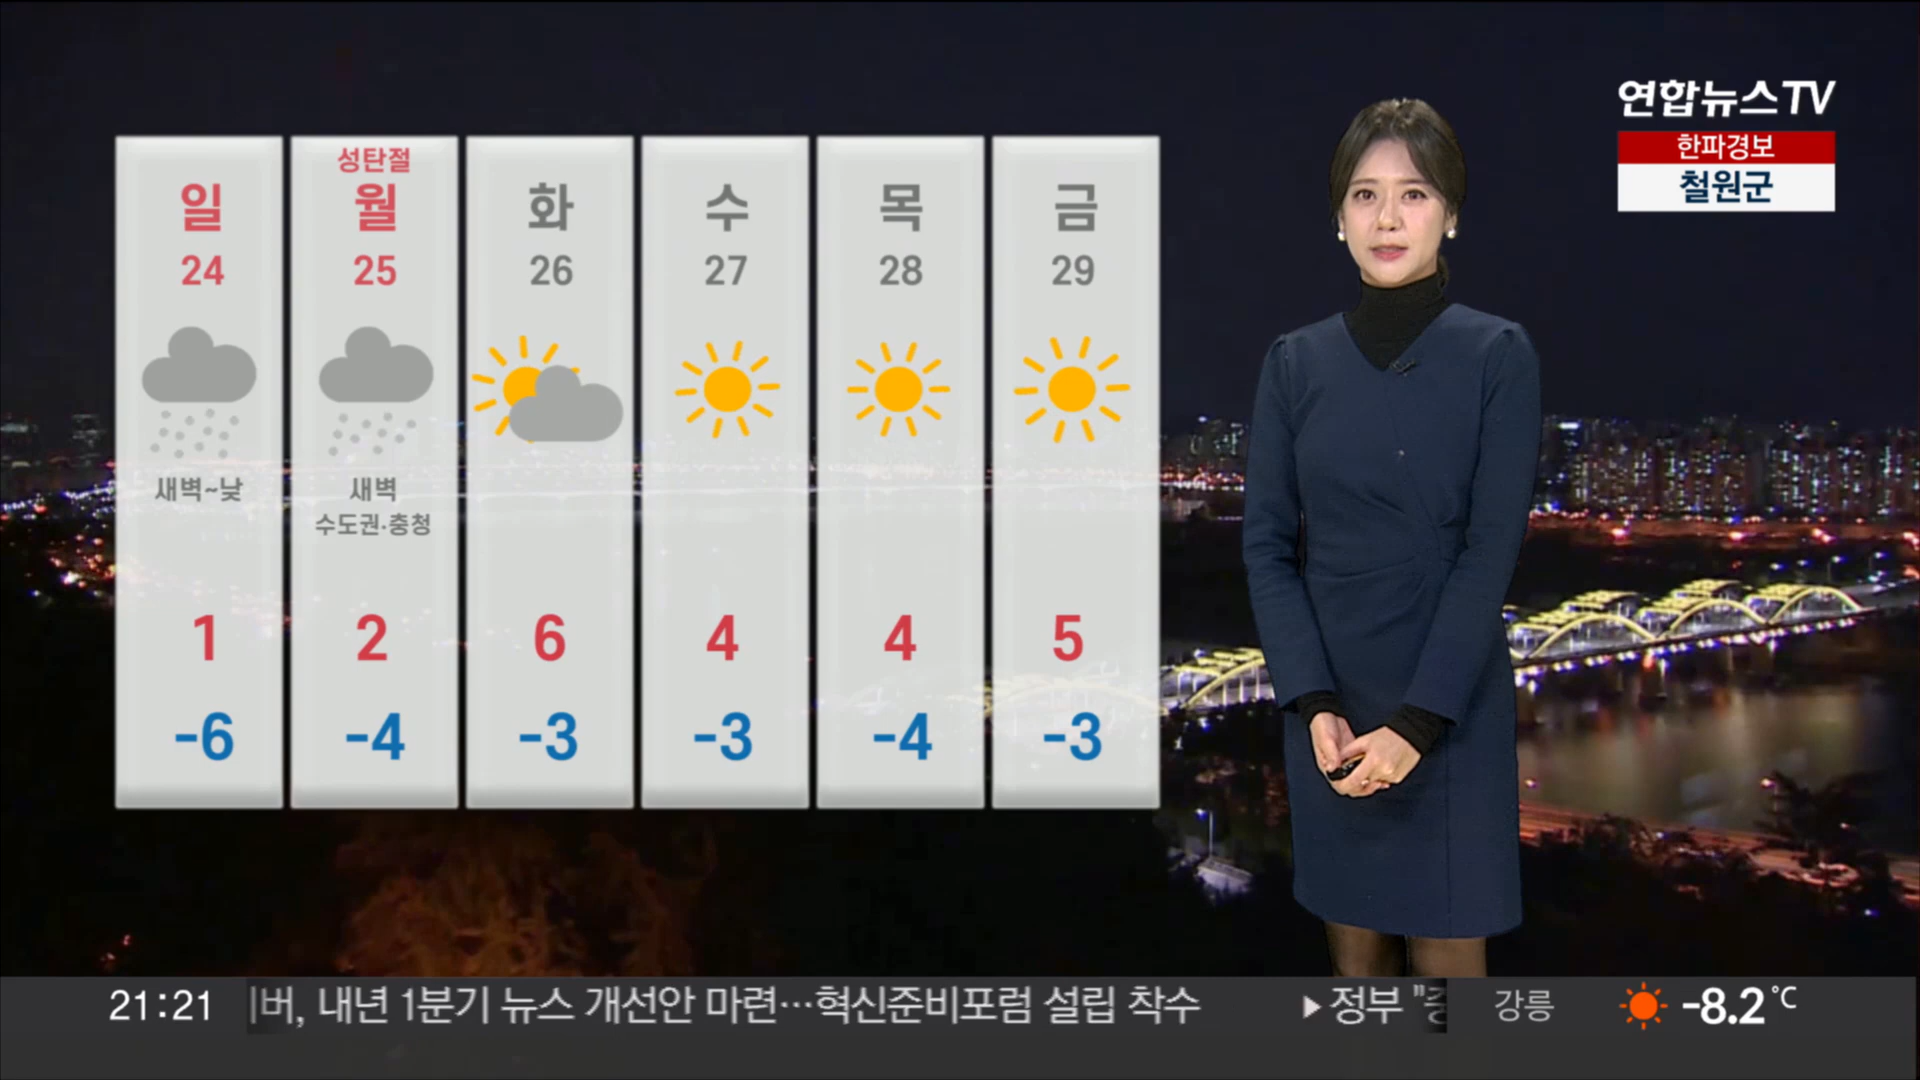 연합뉴스TV
한파경보
철원군
성탄절
일 월 화 수 목 금
24 25 26 27 28 29
새벽~낮 새벽
수도권·충청
1 2 6 4 4 5
-6 -4 -3 -3 -4 -3
21:21 버, 내년 1분기 뉴스 개선안 마련…혁신준비포럼 설립 착수 ▶정부 " 강릉 -8.2℃